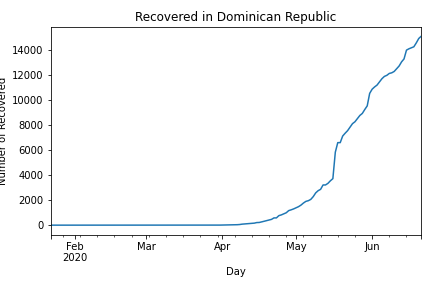 Recovered in Dominican Republic
Number of Recovered
14000
12000
10000
8000
6000
4000
2000
0
Feb
2020
Mar
Apr
May
Jun
Day